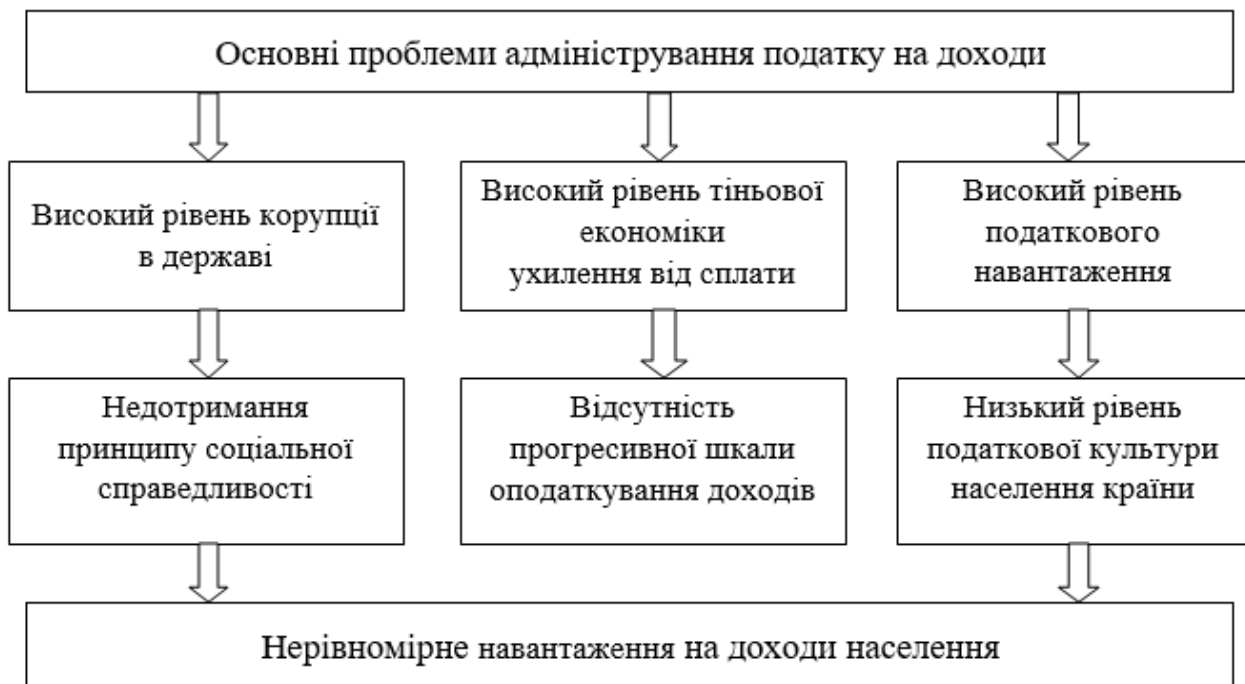 Основні проблеми адміністрування податку на доходи
Високий рівень корупції
в державі
Високий рівень тіньової
економіки
ухилення від сплати
Високий рівень
податкового
навантаження
Недотримання
принципу соціальної
справедливості
Відсутність
прогресивної шкали
оподаткування доходів
Низький рівень
податкової культури
населення країни
Нерівномірне навантаження на доходи населення